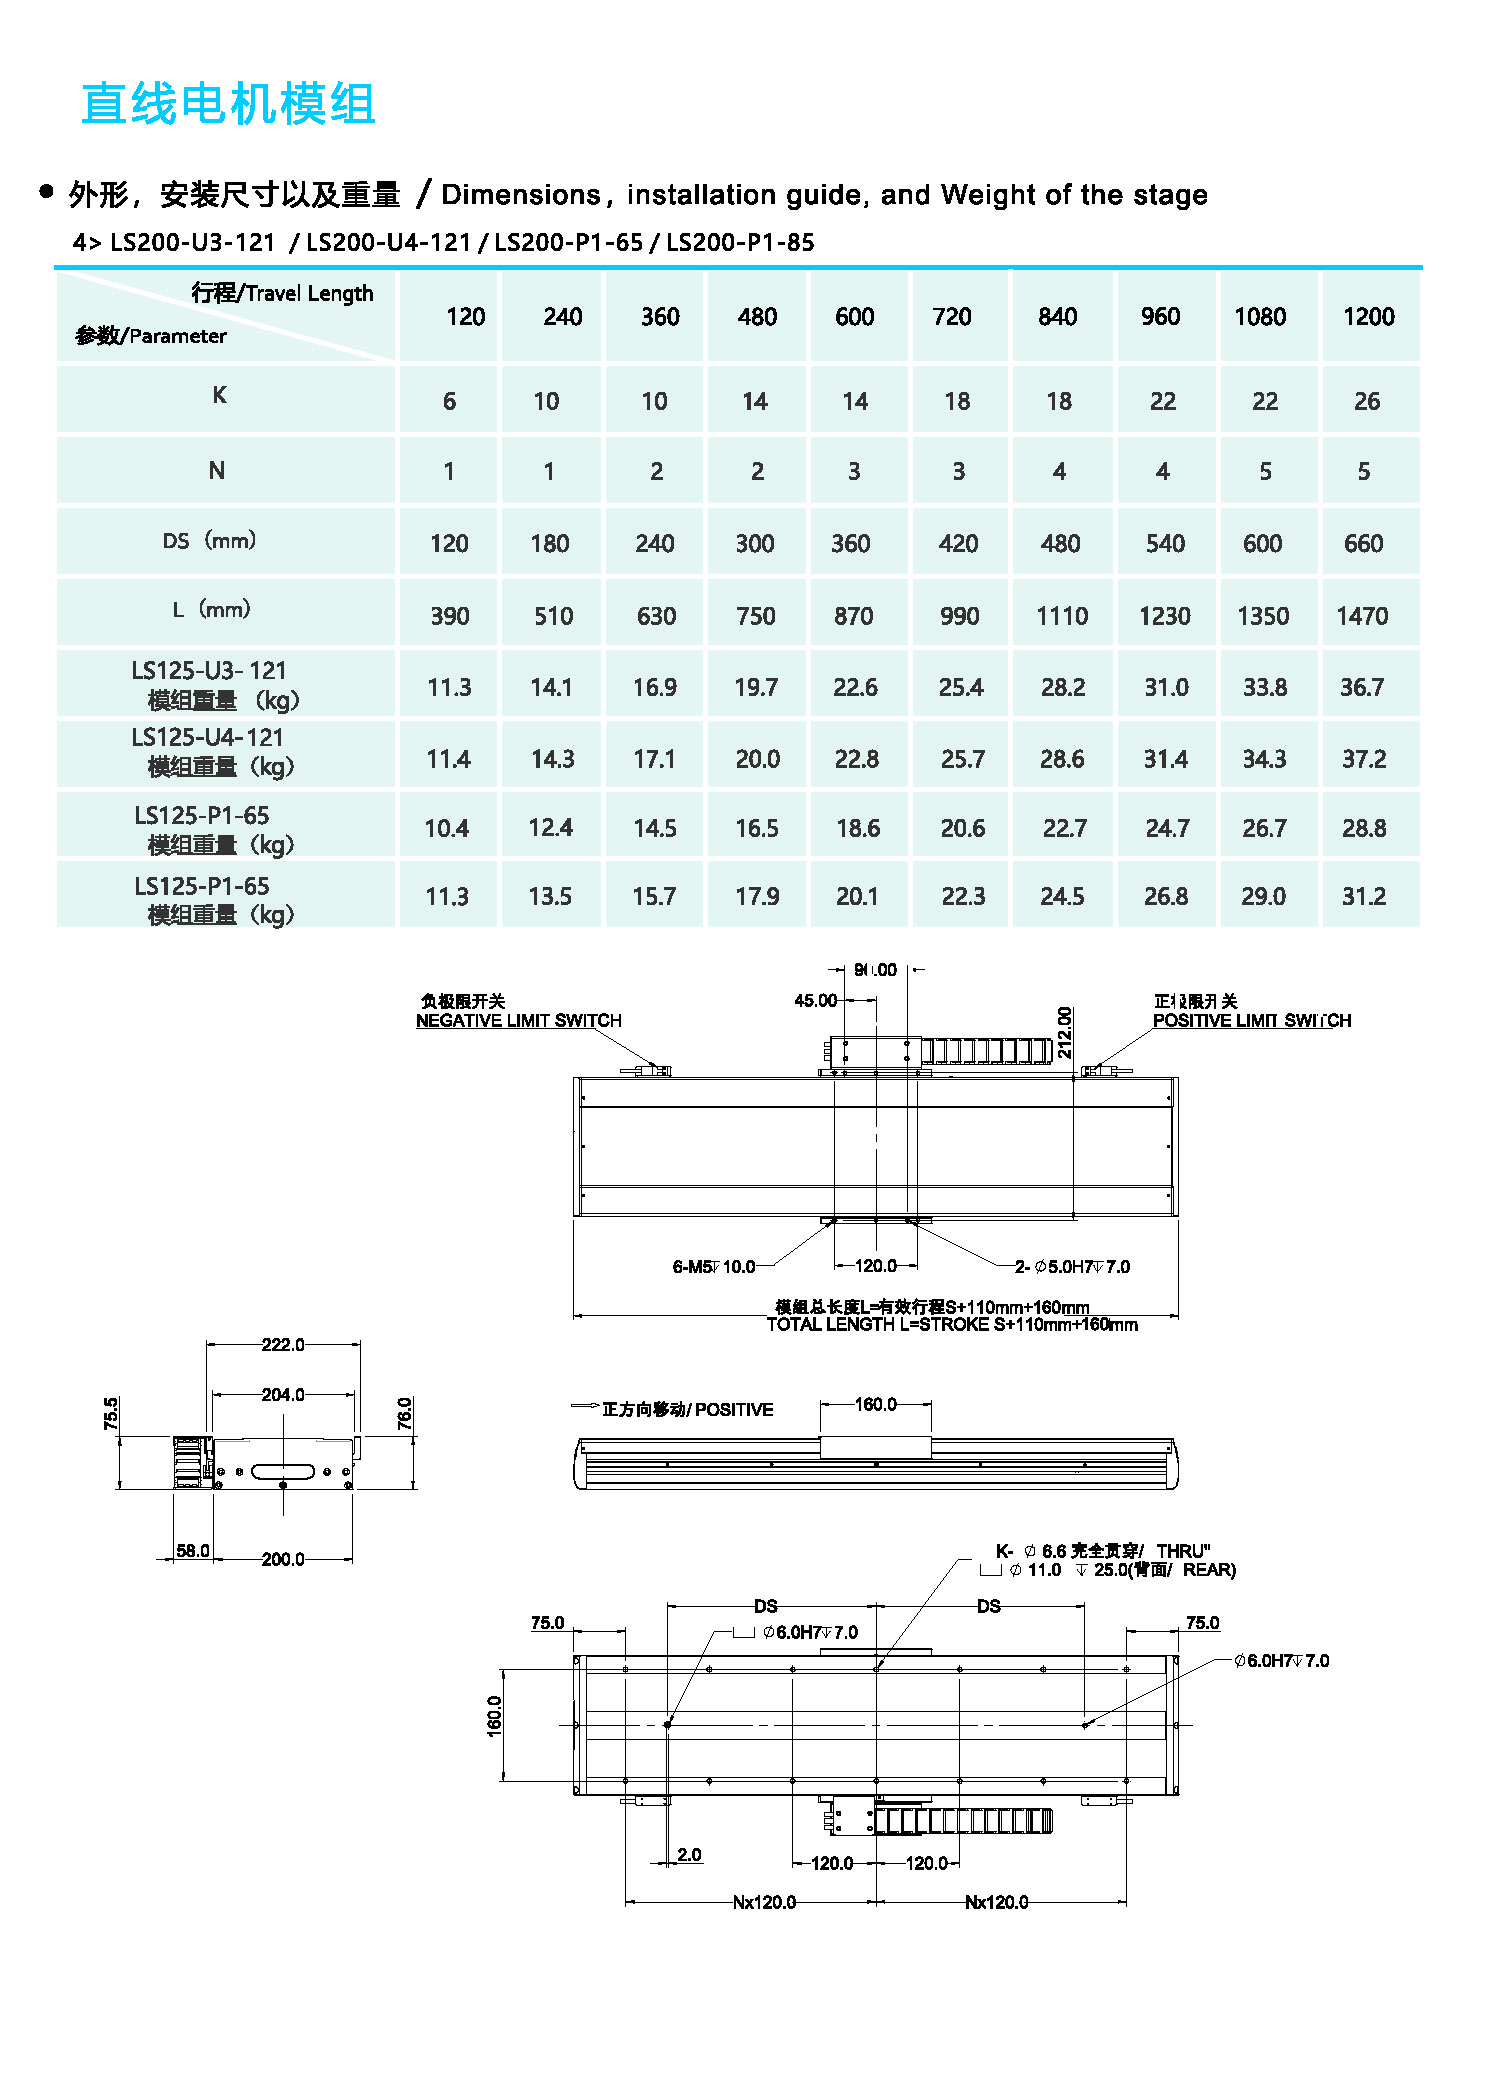 直线电机模组
● 外形，安装尺寸以及重量 / Dimensions, installation guide, and Weight of the stage
4> LS200-U3-121 / LS200-U4-121 / LS200-P1-65 / LS200-P1-85
行程/Travel Length
参数/Parameter
120 240 360 480 600 720 840 960 1080 1200
K 6 10 10 14 14 18 18 22 22 26
N 1 1 2 2 3 3 4 4 5 5
DS（mm） 120 180 240 300 360 420 480 540 600 660
L（mm） 390 510 630 750 870 990 1110 1230 1350 1470
LS125-U3- 121
模组重量 （kg） 11.3 14.1 16.9 19.7 22.6 25.4 28.2 31.0 33.8 36.7
LS125-U4-121
模组重量（kg） 11.4 14.3 17.1 20.0 22.8 25.7 28.6 31.4 34.3 37.2
LS125-P1-65
模组重量（kg） 10.4 12.4 14.5 16.5 18.6 20.6 22.7 24.7 26.7 28.8
LS125-P1-65
模组重量（kg） 11.3 13.5 15.7 17.9 20.1 22.3 24.5 26.8 29.0 31.2
90.00
45.00
负极限开关
NEGATIVE LIMIT SWITCH
正极限开关
POSITIVE LIMIT SWITCH
212.00
6-M5↧10.0
120.0
2-∅5.0H7↧7.0
模组总长度L=有效行程S+110mm+160mm
TOTAL LENGTH L=STROKE S+110mm+160mm
222.0
204.0
75.5
76.0
58.0
200.0
正方向移动/ POSITIVE
160.0
K- ∅ 6.6 完全贯穿/ THRU"
⌴ ∅ 11.0 ↧ 25.0(背面/ REAR)
DS
DS
75.0
75.0
⌴ ∅6.0H7↧7.0
∅6.0H7↧7.0
160.0
2.0
120.0
120.0
Nx120.0
Nx120.0